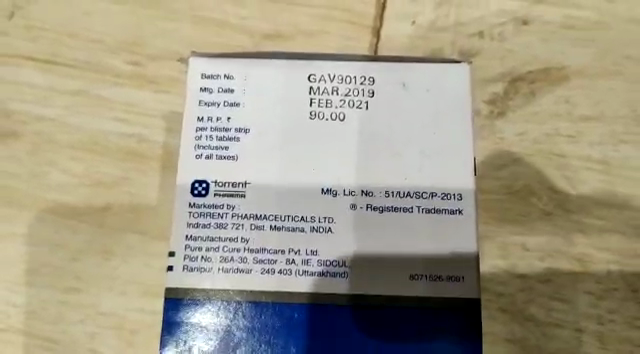 Batch No. : GAV90129
Mfg. Date : MAR.2019
Expiry Date : FEB.2021
M.R.P. ₹ 90.00
per blister strip
of 15 tablets
(Inclusive
of all taxes)
torrent
PHARMA
Mfg. Lic. No. : 51/UA/SC/P-2013
® - Registered Trademark
Marketed by :
TORRENT PHARMACEUTICALS LTD.
Indrad-382 721, Dist. Mehsana, INDIA.
Manufactured by :
Pure and Cure Healthcare Pvt. Ltd.
Plot No. : 26A-30, Sector - 8A, IIE, SIDCUL,
Ranipur, Haridwar - 249 403 (Uttarakhand)
8071526-9091